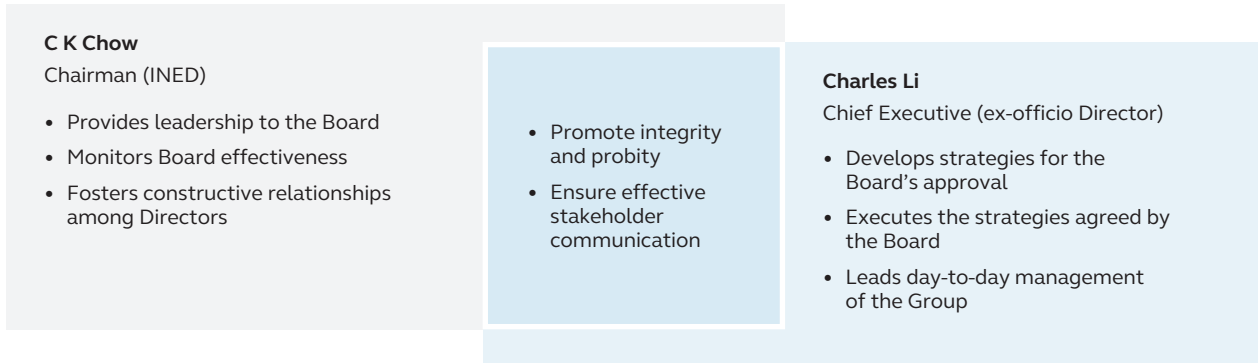 C K Chow
Chairman (INED)
• Provides leadership to the Board
• Monitors Board effectiveness
• Fosters constructive relationships
among Directors
• Promote integrity
and probity
• Ensure effective
stakeholder
communication
Charles Li
Chief Executive (ex-officio Director)
• Develops strategies for the
Board’s approval
• Executes the strategies agreed by
the Board
• Leads day-to-day management
of the Group